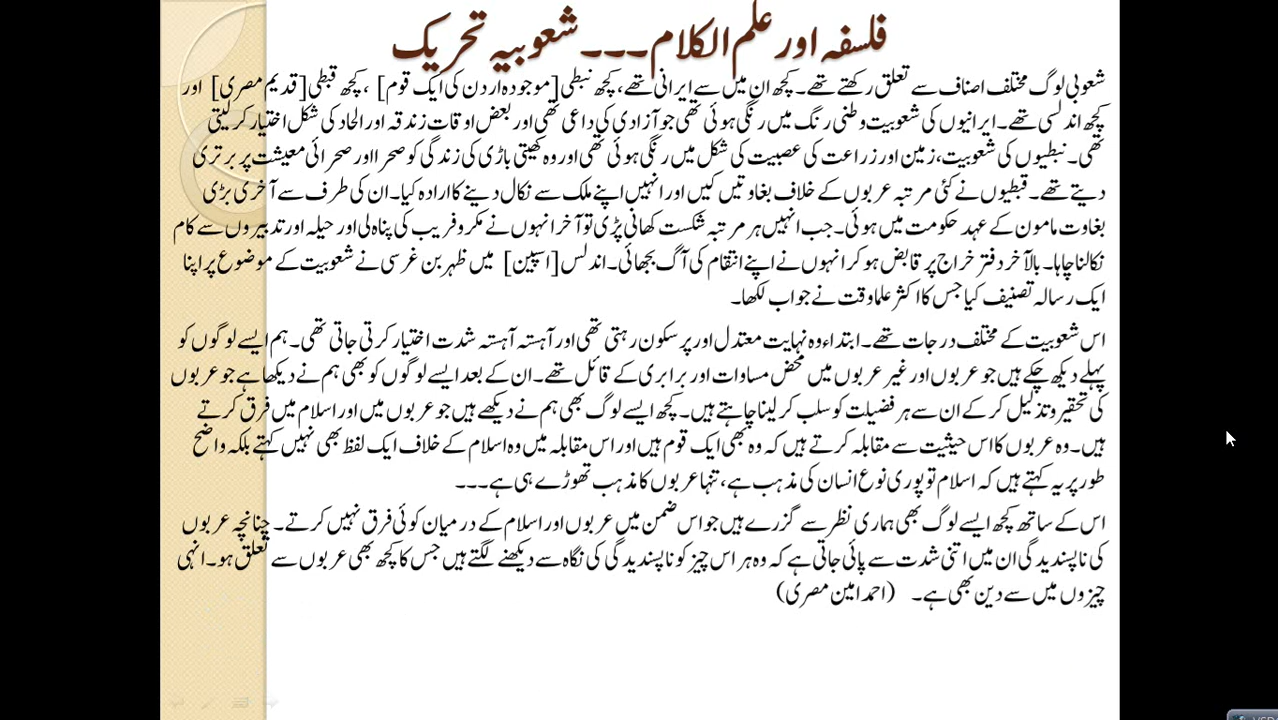 فلسفہ اور علم الکلام۔۔۔ شعوبیہ تحریک
شعوبی لوگ مختلف اصناف سے تعلق رکھتے تھے۔ کچھ ان میں سے ایرانی تھے، کچھ نبطی [موجودہ اردن کی ایک قوم] ، کچھ قبطی [قدیم مصری] اور
کچھ اندلسی تھے۔ ایرانیوں کی شعوبیت وطنی رنگ میں رنگی ہوئی تھی جو آزادی کی داعی تھی اور بعض اوقات زندقہ اور الحاد کی شکل اختیار کر لیتی
تھی۔ نبطیوں کی شعوبیت، زمین اور زراعت کی عصبیت کی شکل میں رنگی ہوئی تھی اور وہ کھیتی باڑی کی زندگی کو صحرا اور صحرائی معیشت پر برتری
دیتے تھے۔ قبطیوں نے کئی مرتبہ عربوں کے خلاف بغاوتیں کیں اور انہیں اپنے ملک سے نکال دینے کا ارادہ کیا۔ ان کی طرف سے آخری بڑی
بغاوت مامون کے عہد حکومت میں ہوئی۔ جب انہیں ہر مرتبہ شکست کھانی پڑی تو آخر انہوں نے مکر و فریب کی پناہ لی اور حیلہ اور تدبیروں سے کام
نکالنا چاہا۔ بالآخر دفتر خراج پر قابض ہو کر انہوں نے اپنے انتقام کی آگ بجھائی۔ اندلس [اسپین] میں ظہر بن غرسی نے شعوبیت کے موضوع پر اپنا
ایک رسالہ تصنیف کیا جس کا اکثر علما وقت نے جواب لکھا۔
اس شعوبیت کے مختلف درجات تھے۔ ابتداء وہ نہایت معتدل اور پر سکون رہتی تھی اور آہستہ آہستہ شدت اختیار کرتی جاتی تھی۔ ہم ایسے لوگوں کو
پہلے دیکھ چکے ہیں جو عربوں اور غیر عربوں میں محض مساوات اور برابری کے قائل تھے۔ ان کے بعد ایسے لوگوں کو بھی ہم نے دیکھا ہے جو عربوں
کی تحقیر و تذلیل کر کے ان سے ہر فضیلت کو سلب کر لینا چاہتے ہیں۔ کچھ ایسے لوگ بھی ہم نے دیکھے ہیں جو عربوں میں اور اسلام میں فرق کرتے
ہیں۔ وہ عربوں کا اس حیثیت سے مقابلہ کرتے ہیں کہ وہ بھی ایک قوم ہیں اور اس مقابلہ میں وہ اسلام کے خلاف ایک لفظ بھی نہیں کہتے بلکہ واضح
طور پر یہ کہتے ہیں کہ اسلام تو پوری نوع انسان کی مذہب ہے، تنہا عربوں کا مذہب تھوڑے ہی ہے۔۔۔
اس کے ساتھ کچھ ایسے لوگ بھی ہماری نظر سے گزرے ہیں جو اس ضمن میں عربوں اور اسلام کے درمیان کوئی فرق نہیں کرتے۔ چنانچہ عربوں
کی ناپسندیدگی ان میں اتنی شدت سے پائی جاتی ہے کہ وہ ہر اس چیز کو ناپسندیدگی کی نگاہ سے دیکھنے لگتے ہیں جس کا کچھ بھی عربوں سے تعلق ہو۔ انہی
چیزوں میں سے دین بھی ہے۔ (احمد امین مصری)